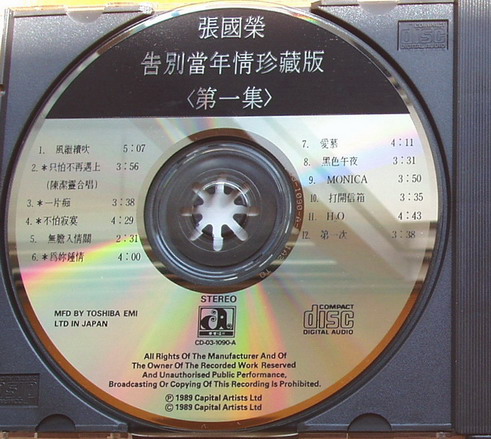 張國榮
告別當年情珍藏版
〈第一集〉
1. 風繼續吹 5:07
2.*只怕不再遇上 3:56
(陳潔靈合唱)
3.*一片痴 3:38
4.*不怕寂寞 4:29
5. 無膽入情關 2:31
6.*爲妳鍾情 4:00
7. 愛慕 4:11
8. 黑色午夜 3:31
9. MONICA 3:50
10. 打開信箱 3:35
11. H₂O 4:43
12. 第一次 3:38
MFD BY TOSHIBA EMI
LTD IN JAPAN
STEREO
CD-03-1090-A
COMPACT
disc
DIGITAL AUDIO
All Rights Of The Manufacturer And Of
The Owner Of The Recorded Work Reserved
And Unauthorised Public Performance,
Broadcasting Or Copying Of This Recording Is Prohibited.
Ⓟ 1989 Capital Artists Ltd
© 1989 Capital Artists Ltd